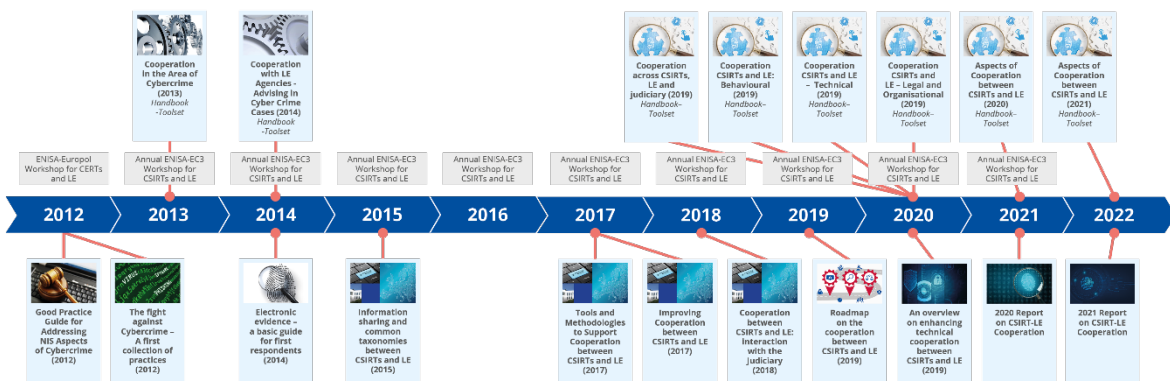 Cooperation
in the Area of
Cybercrime
(2013)
Handbook
-Toolset
Cooperation
with LE
Agencies -
Advising in
Cyber Crime
Cases (2014)
Handbook
-Toolset
Cooperation
across CSIRTs,
LE and
judiciary (2019)
Handbook–
Toolset
Cooperation
CSIRTs and LE:
Behavioural
(2019)
Handbook–
Toolset
Cooperation
CSIRTs and LE
– Technical
(2019)
Handbook–
Toolset
Cooperation
CSIRTs and
LE – Legal and
Organisational
(2019)
Handbook–
Toolset
Aspects of
Cooperation
between
CSIRTs and LE
(2020)
Handbook–
Toolset
Aspects of
Cooperation
between
CSIRTs and LE
(2021)
Handbook–
Toolset
ENISA-Europol
Workshop for CERTs
and LE
Annual ENISA-EC3
Workshop for
CSIRTs and LE
Annual ENISA-EC3
Workshop for
CSIRTs and LE
Annual ENISA-EC3
Workshop for
CSIRTs and LE
Annual ENISA-EC3
Workshop for
CSIRTs and LE
Annual ENISA-EC3
Workshop for
CSIRTs and LE
Annual ENISA-EC3
Workshop for
CSIRTs and LE
Annual ENISA-EC3
Workshop for
CSIRTs and LE
Annual ENISA-EC3
Workshop for
CSIRTs and LE
Annual ENISA-EC3
Workshop for
CSIRTs and LE
2012
2013
2014
2015
2016
2017
2018
2019
2020
2021
2022
Good Practice
Guide for
Addressing
NIS Aspects
of Cybercrime
(2012)
VIRUS
The fight
against
Cybercrime –
A first
collection of
practices
(2012)
Electronic
evidence –
a basic guide
for first
respondents
(2014)
Information
sharing and
common
taxonomies
between
CSIRTs and LE
(2015)
Tools and
Methodologies
to Support
Cooperation
between
CSIRTs and LE
(2017)
Improving
Cooperation
between
CSIRTs and LE
(2017)
Cooperation
between
CSIRTs and LE:
Interaction
with the
judiciary
(2018)
Roadmap
on the
cooperation
between
CSIRTs and LE
(2019)
An overview
on enhancing
technical
cooperation
between
CSIRTs and LE
(2019)
2020 Report
on CSIRT-LE
Cooperation
2021 Report
on CSIRT-LE
Cooperation